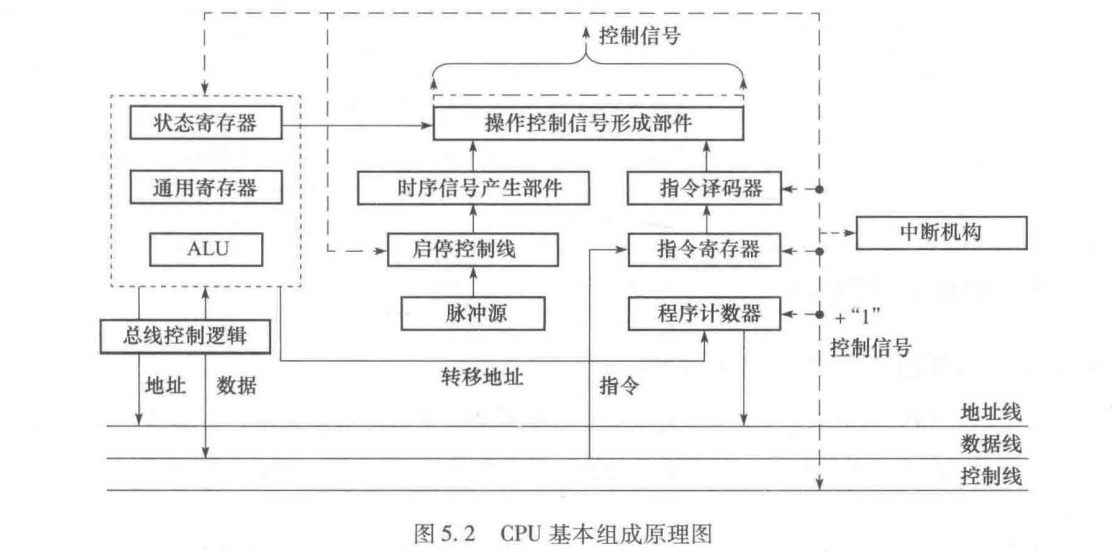 控制信号
状态寄存器
操作控制信号形成部件
通用寄存器
时序信号产生部件
指令译码器
ALU
启停控制线
指令寄存器
中断机构
脉冲源
程序计数器
+“1”
控制信号
总线控制逻辑
地址
数据
转移地址
指令
地址线
数据线
控制线
图 5.2 CPU 基本组成原理图